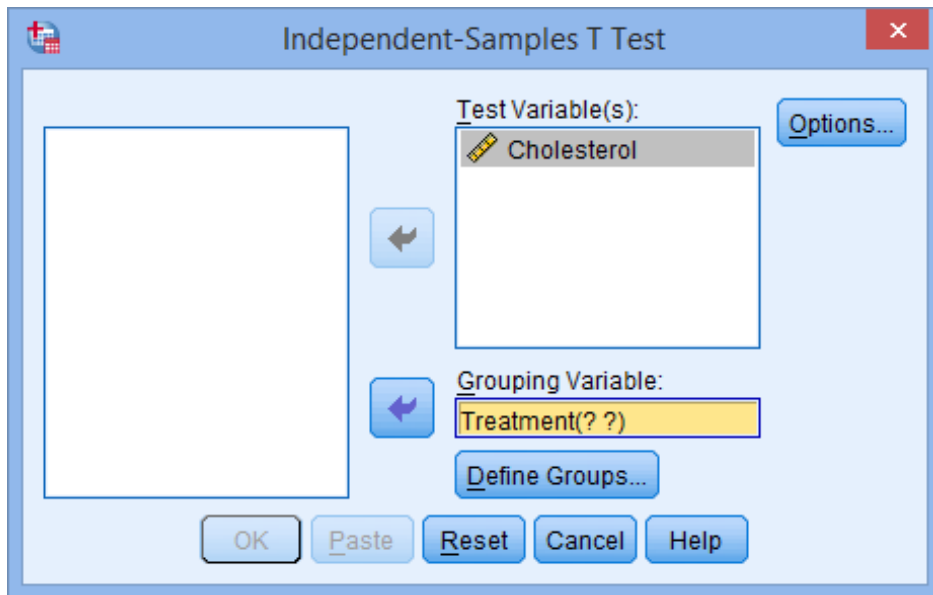 Independent-Samples T Test
Test Variable(s):
Options...
Cholesterol
Grouping Variable:
Treatment(? ?)
Define Groups...
OK Paste Reset Cancel Help